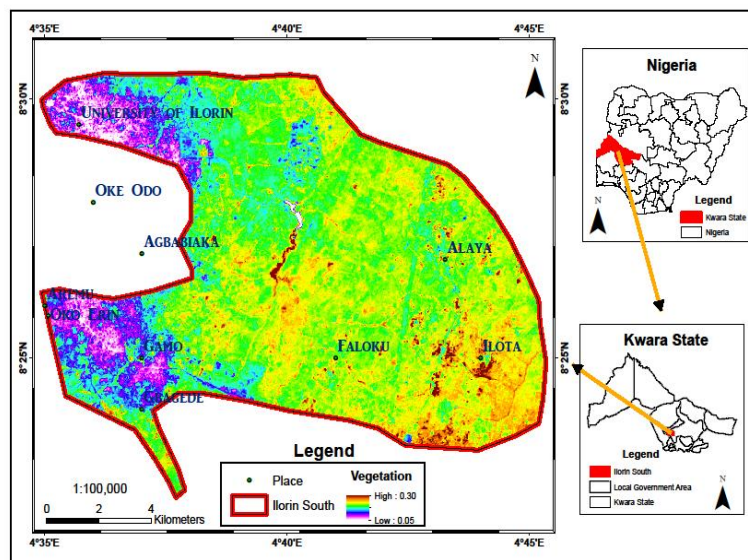 4°35'E
4°40'E
4°45'E
N
8°30'N
8°30'N
University of Ilorin
Oke Odo
Agbabiaka
Alaya
Aremu
Oko Erin
Gaho
Faloku
Ilota
8°25'N
8°25'N
Gbagede
Legend
Place
Ilorin South
Vegetation
High : 0.30
Low : 0.05
1:100,000
0 2 4
Kilometers
4°35'E
4°40'E
4°45'E
Nigeria
N
Legend
Kwara State
Nigeria
Kwara State
Legend
Ilorin South
Local Government Area
Kwara State
N